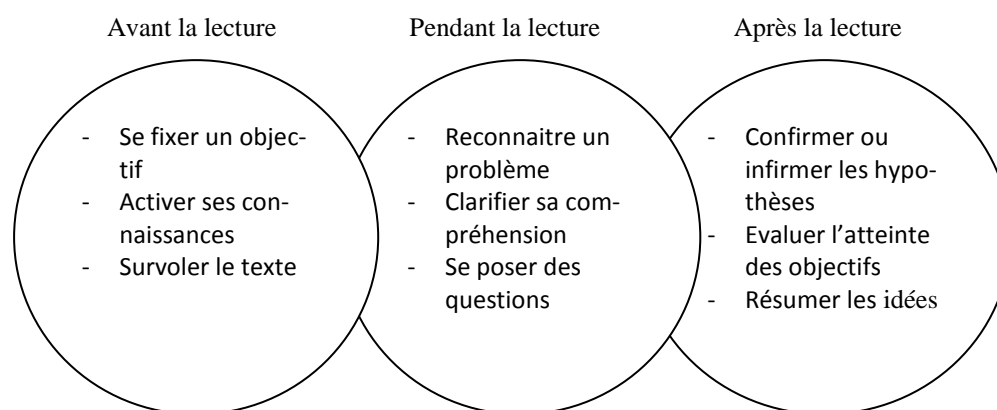 Avant la lecture
Pendant la lecture
Après la lecture
- Se fixer un objec-
tif
- Activer ses con-
naissances
- Survoler le texte
- Reconnaitre un
problème
- Clarifier sa com-
préhension
- Se poser des
questions
- Confirmer ou
infirmer les hypo-
thèses
- Evaluer l’atteinte
des objectifs
- Résumer les idées